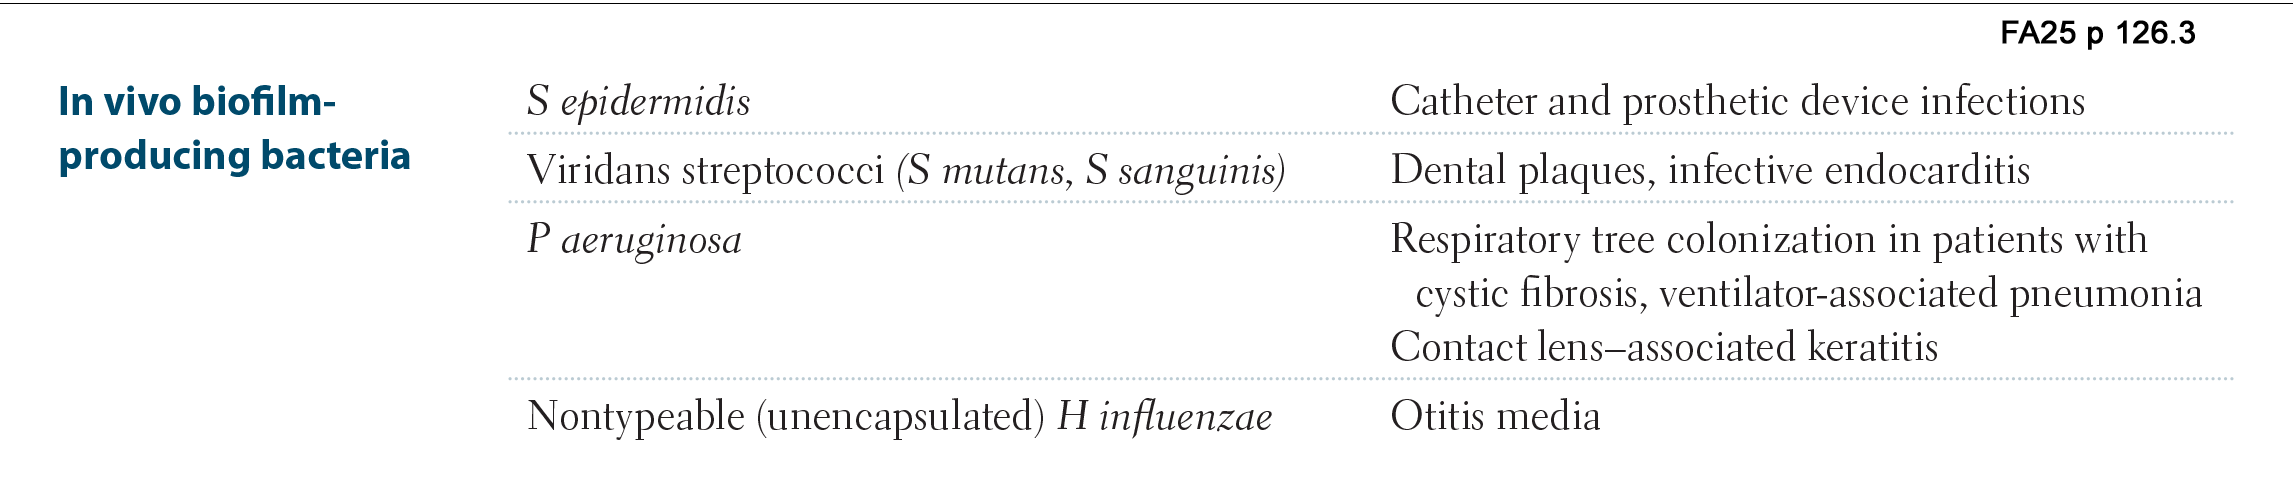 FA25 p 126.3
In vivo biofilm-
producing bacteria
S epidermidis
Catheter and prosthetic device infections
Viridans streptococci (S mutans, S sanguinis)
Dental plaques, infective endocarditis
P aeruginosa
Respiratory tree colonization in patients with
cystic fibrosis, ventilator-associated pneumonia
Contact lens–associated keratitis
Nontypeable (unencapsulated) H influenzae
Otitis media